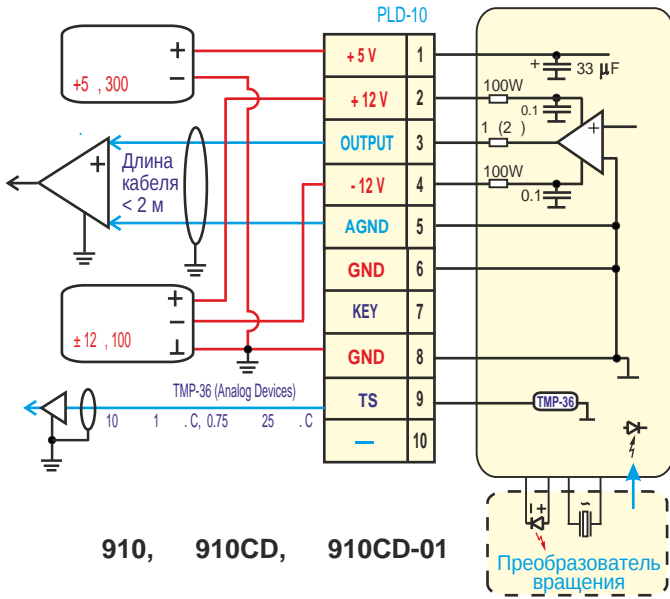 PLD-10
+5 , 300
+
−
+ 5 V 1
+ 12 V 2
OUTPUT 3
- 12 V 4
AGND 5
GND 6
KEY 7
GND 8
TS 9
— 10
+ 33 μF
100W
0.1
1 (2 )
+
100W
0.1
+
Длина
кабеля
< 2 м
+
−
⊥
± 12 , 100
TMP-36 (Analog Devices)
10 1 . C, 0.75 25 . C
TMP-36
− +
~
Преобразователь
вращения
910, 910CD, 910CD-01